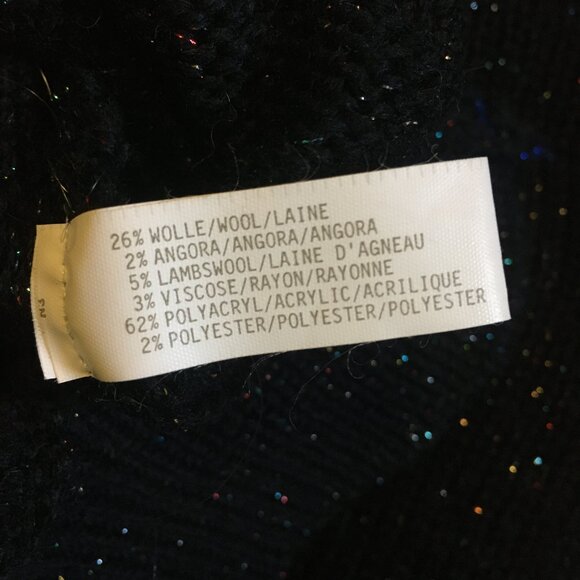 26% WOLLE/WOOL/LAINE
2% ANGORA/ANGORA/ANGORA
5% LAMBSWOOL/LAINE D'AGNEAU
3% VISCOSE/RAYON/RAYONNE
62% POLYACRYL/ACRYLIC/ACRILIQUE
2% POLYESTER/POLYESTER/POLYESTER